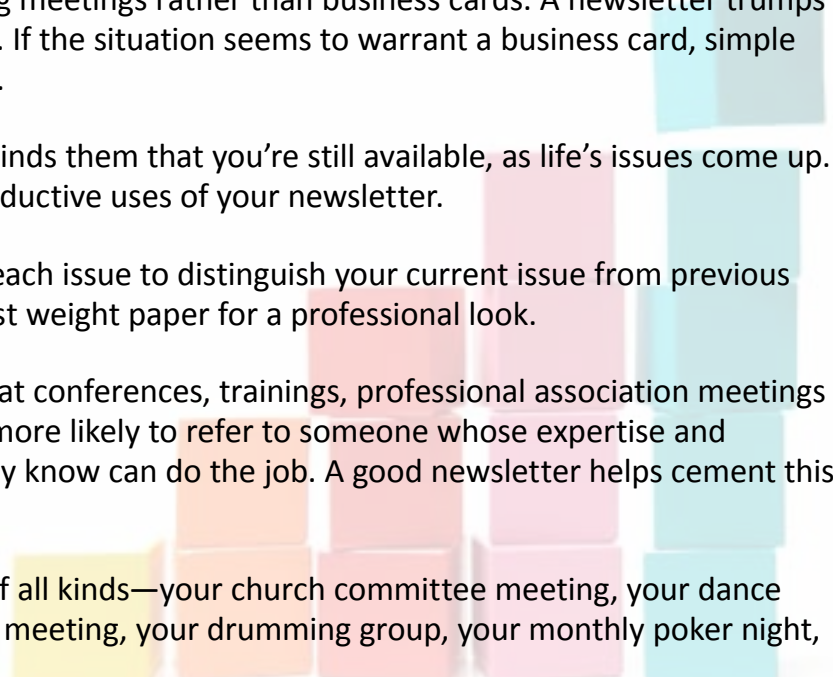 g meetings rather than business cards. A newsletter trumps
. If the situation seems to warrant a business card, simple
.
inds them that you're still available, as life's issues come up.
ductive uses of your newsletter.
each issue to distinguish your current issue from previous
st weight paper for a professional look.
at conferences, trainings, professional association meetings
more likely to refer to someone whose expertise and
y know can do the job. A good newsletter helps cement this
f all kinds—your church committee meeting, your dance
meeting, your drumming group, your monthly poker night,